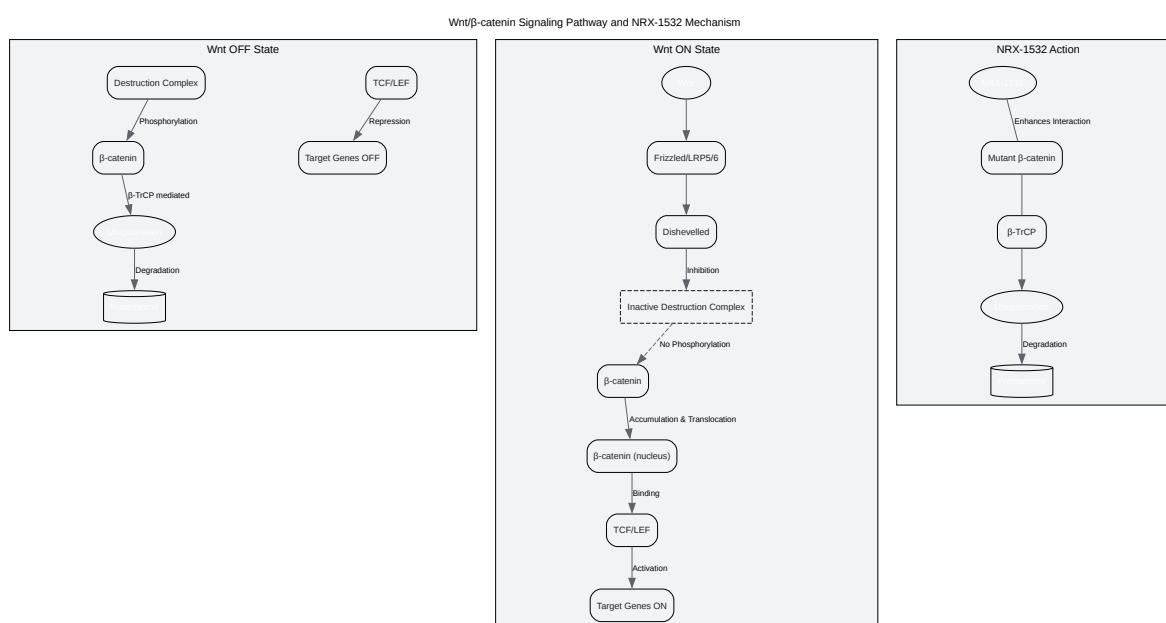 Wnt/β-catenin Signaling Pathway and NRX-1532 Mechanism
Wnt OFF State
Destruction Complex
TCF/LEF
Phosphorylation
Repression
β-catenin
Target Genes OFF
β-TrCP mediated
Degradation
Wnt ON State
Wnt
Frizzled/LRP5/6
Dishevelled
Inhibition
Inactive Destruction Complex
No Phosphorylation
β-catenin
Accumulation & Translocation
β-catenin (nucleus)
Binding
TCF/LEF
Activation
Target Genes ON
NRX-1532 Action
NRX-1532
Enhances Interaction
Mutant β-catenin
β-TrCP
Degradation